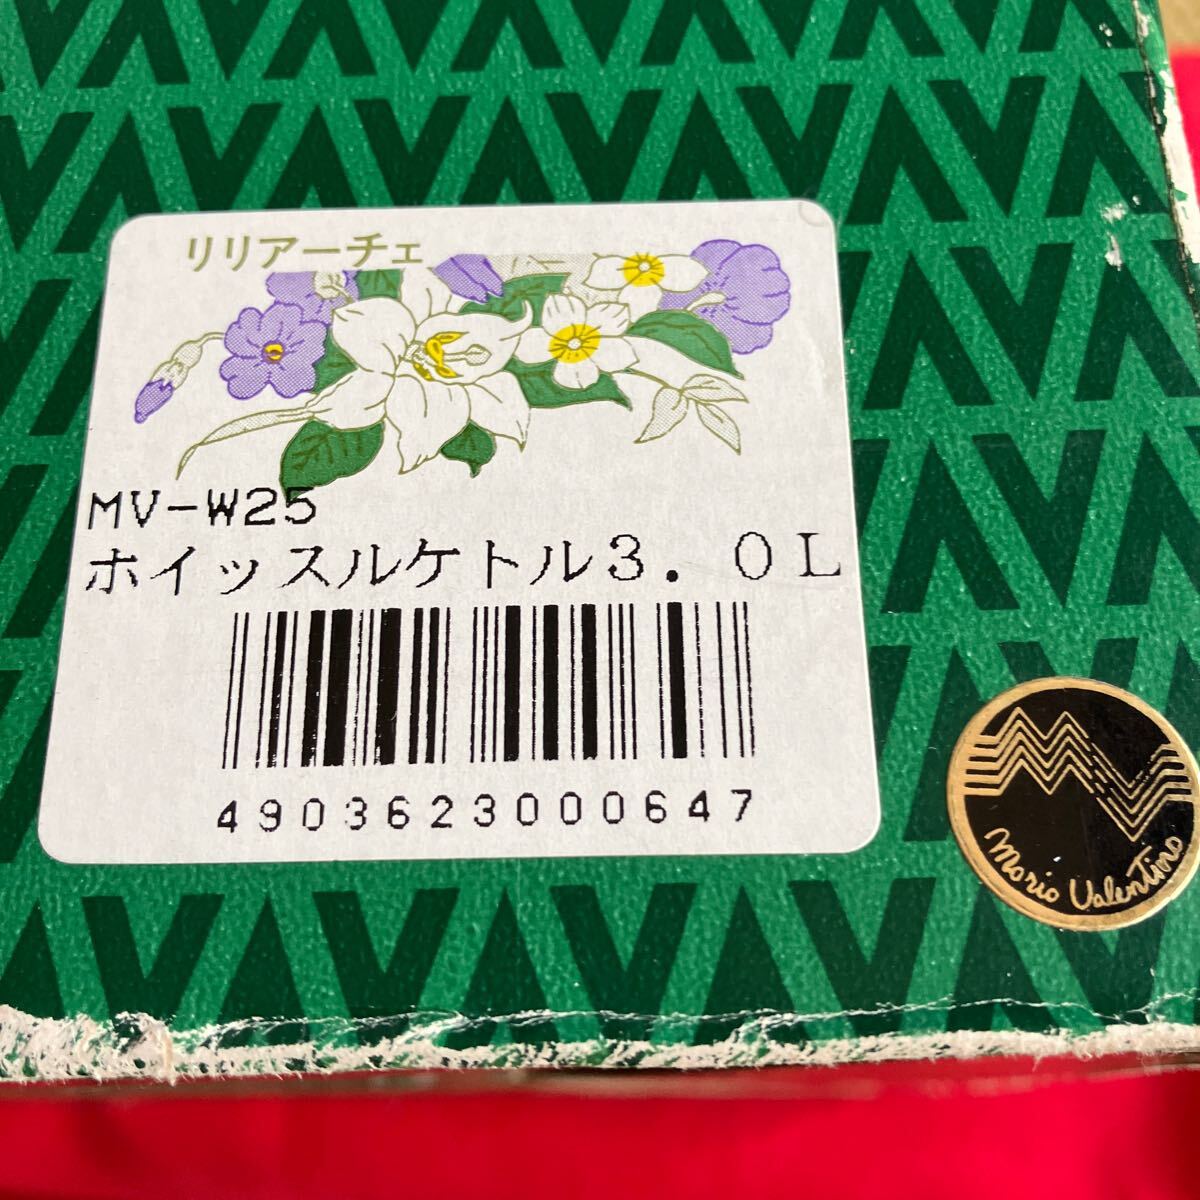 リリアーチェ
MV-W25
ホイッスルケトル3.0L
4903623000647
Mario Valentino